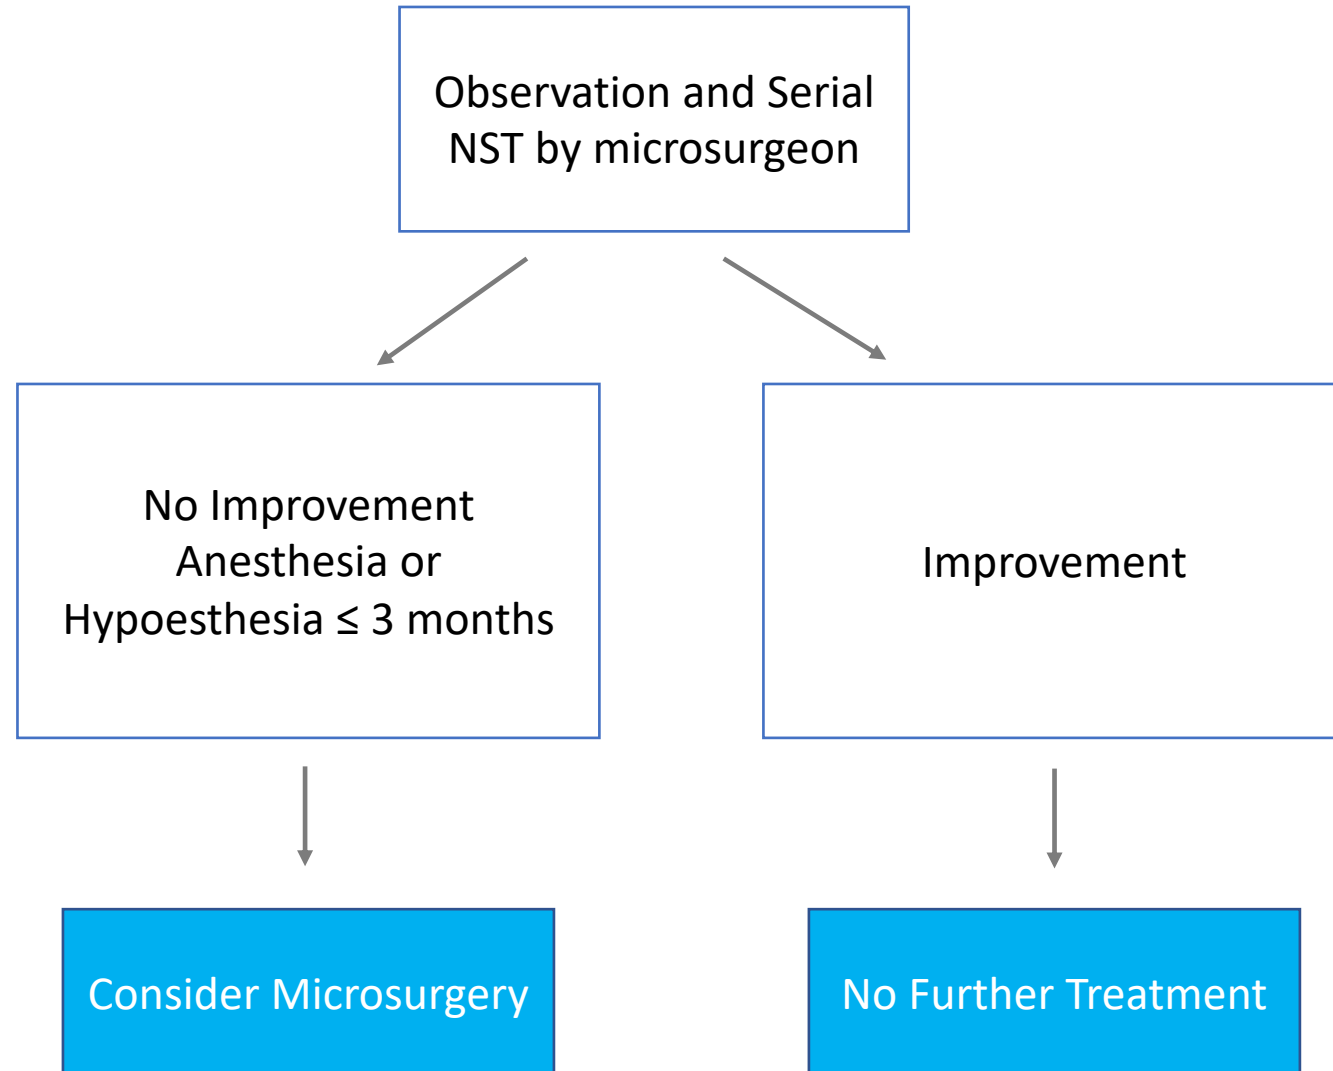 Observation and Serial
NST by microsurgeon
No Improvement
Anesthesia or
Hypoesthesia ≤ 3 months
Improvement
Consider Microsurgery
No Further Treatment